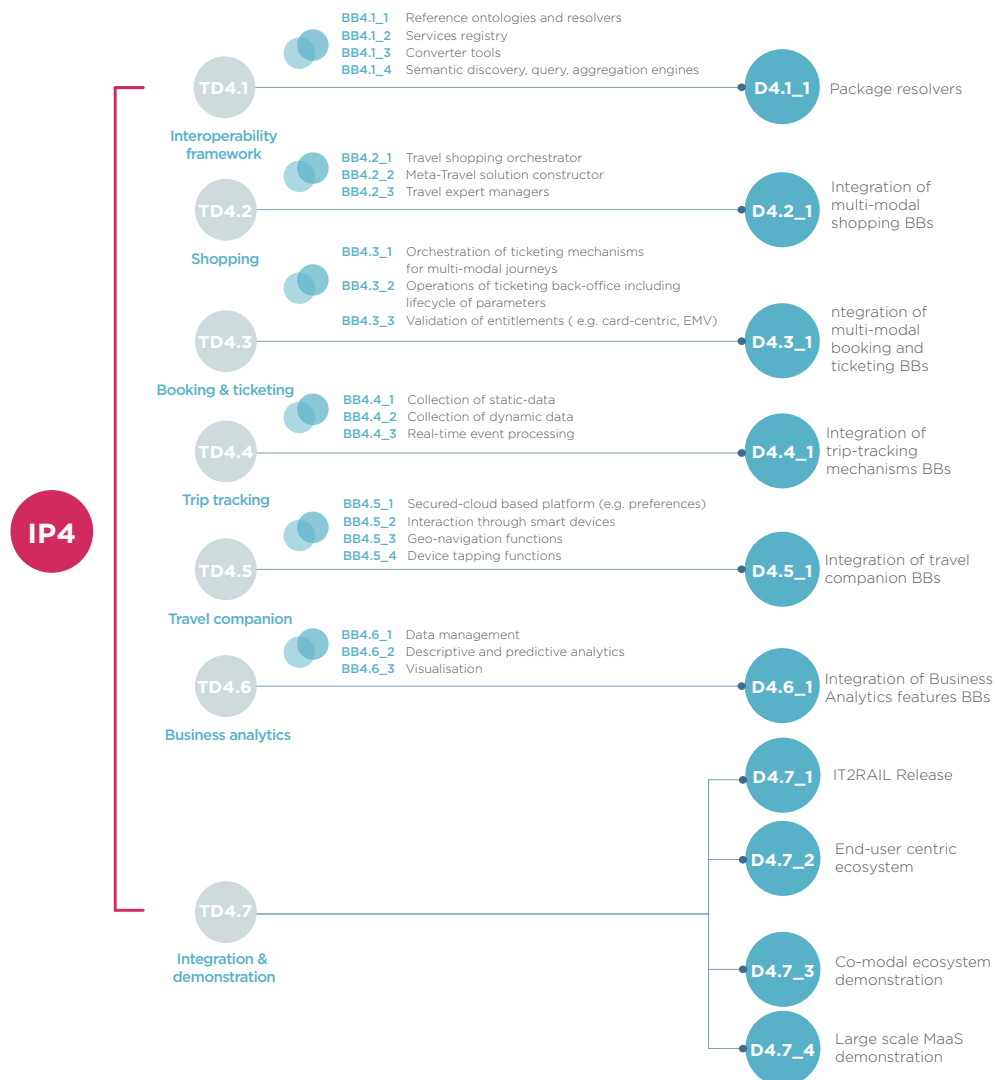 BB4.1_1 Reference ontologies and resolvers
BB4.1_2 Services registry
BB4.1_3 Converter tools
BB4.1_4 Semantic discovery, query, aggregation engines
TD4.1
D4.1_1
Package resolvers
Interoperability
framework
BB4.2_1 Travel shopping orchestrator
BB4.2_2 Meta-Travel solution constructor
BB4.2_3 Travel expert managers
TD4.2
D4.2_1
Integration of
multi-modal
shopping BBs
Shopping
BB4.3_1 Orchestration of ticketing mechanisms
for multi-modal journeys
BB4.3_2 Operations of ticketing back-office including
lifecycle of parameters
BB4.3_3 Validation of entitlements ( e.g. card-centric, EMV)
TD4.3
D4.3_1
ntegration of
multi-modal
booking and
ticketing BBs
Booking & ticketing
BB4.4_1 Collection of static-data
BB4.4_2 Collection of dynamic data
BB4.4_3 Real-time event processing
TD4.4
D4.4_1
Integration of
trip-tracking
mechanisms BBs
Trip tracking
IP4
BB4.5_1 Secured-cloud based platform (e.g. preferences)
BB4.5_2 Interaction through smart devices
BB4.5_3 Geo-navigation functions
BB4.5_4 Device tapping functions
TD4.5
D4.5_1
Integration of travel
companion BBs
Travel companion
BB4.6_1 Data management
BB4.6_2 Descriptive and predictive analytics
BB4.6_3 Visualisation
TD4.6
D4.6_1
Integration of Business
Analytics features BBs
Business analytics
D4.7_1
IT2RAIL Release
D4.7_2
End-user centric
ecosystem
TD4.7
Integration &
demonstration
D4.7_3
Co-modal ecosystem
demonstration
D4.7_4
Large scale MaaS
demonstration